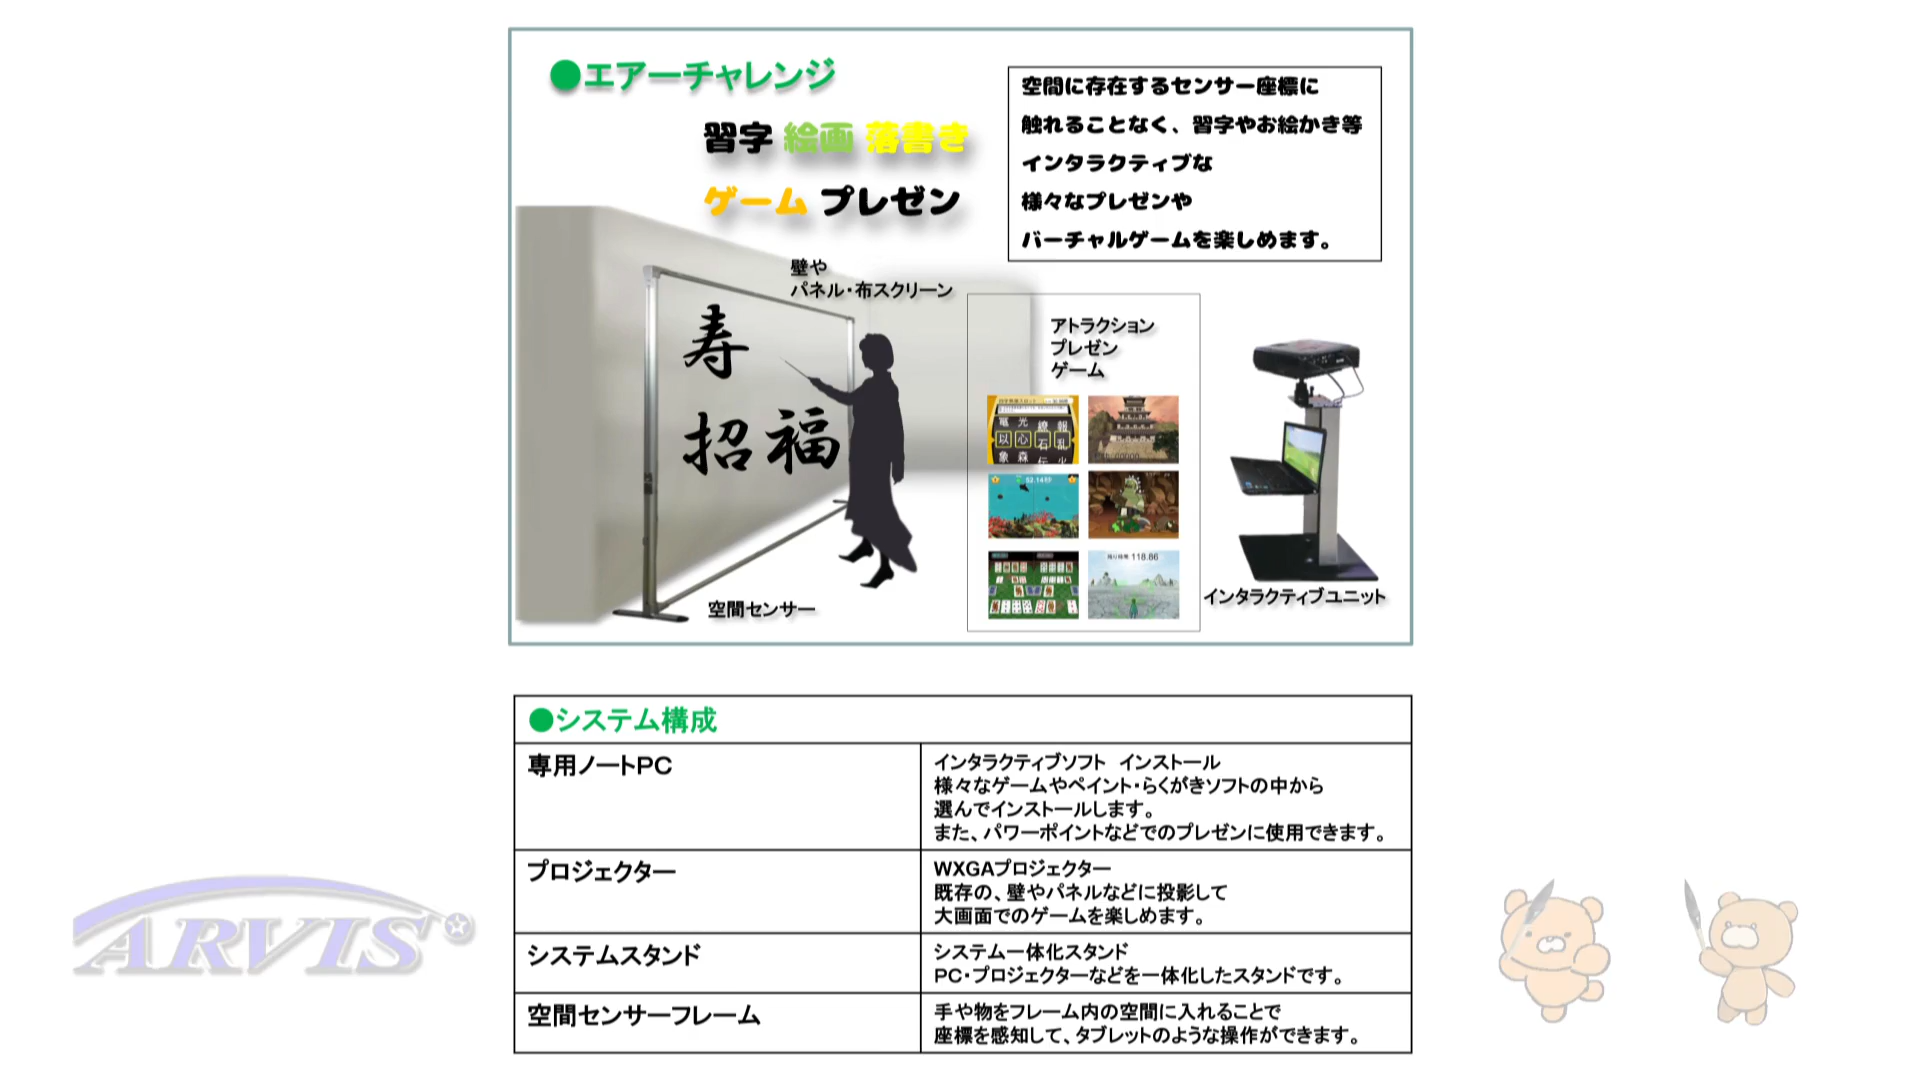 ●エアーチャレンジ
習字 絵画 落書き
ゲーム プレゼン
空間に存在するセンサー座標に
触れることなく、習字やお絵かき等
インタラクティブな
様々なプレゼンや
バーチャルゲームを楽しめます。
壁や
パネル・布スクリーン
寿
招福
空間センサー
アトラクション
プレゼン
ゲーム
電 光
以 心 石 乱
象 森
52.14秒
118.86
インタラクティブユニット
●システム構成
専用ノートPC
インタラクティブソフト インストール
様々なゲームやペイント・らくがきソフトの中から
選んでインストールします。
また、パワーポイントなどでのプレゼンに使用できます。
プロジェクター
WXGAプロジェクター
既存の、壁やパネルなどに投影して
大画面でのゲームを楽しめます。
システムスタンド
システム一体化スタンド
PC・プロジェクターなどを一体化したスタンドです。
空間センサーフレーム
手や物をフレーム内の空間に入れることで
座標を感知して、タブレットのような操作ができます。
ARVIS